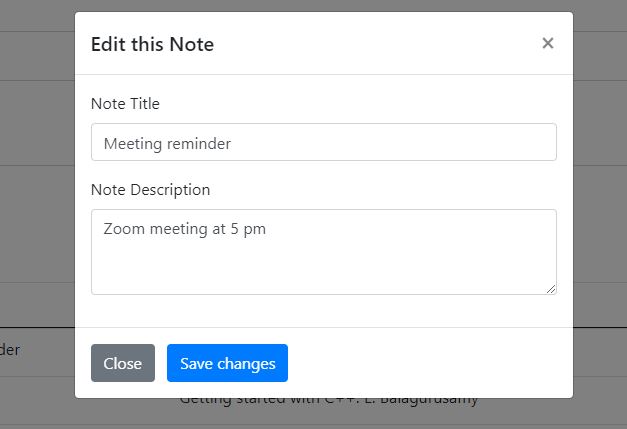 Edit this Note
×
Note Title
Meeting reminder
Note Description
Zoom meeting at 5 pm
der
Close
Save changes
Getting started with C++. E. Balagurusamy